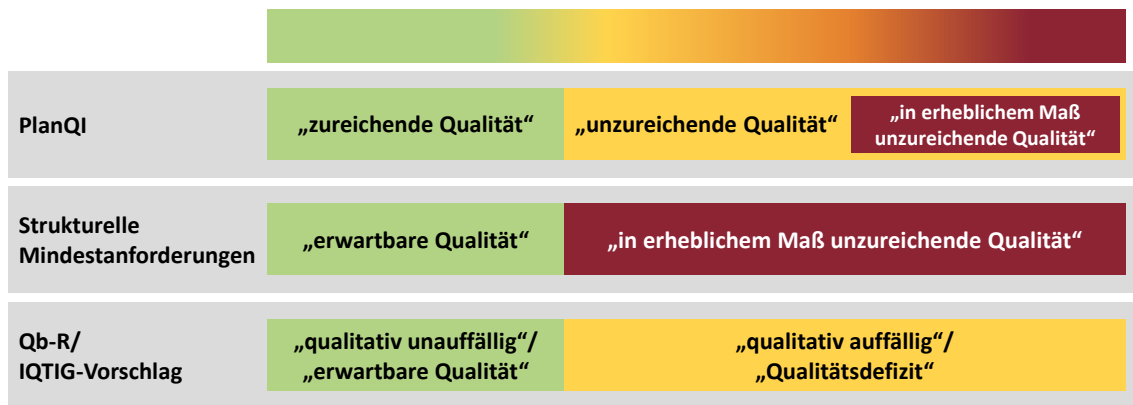 PlanQI
„zureichende Qualität“
„unzureichende Qualität“
„in erheblichem Maß
unzureichende Qualität“
Strukturelle
Mindestanforderungen
„erwartbare Qualität“
„in erheblichem Maß unzureichende Qualität“
Qb-R/
IQTIG-Vorschlag
„qualitativ unauffällig“/
„erwartbare Qualität“
„qualitativ auffällig“/
„Qualitätsdefizit“